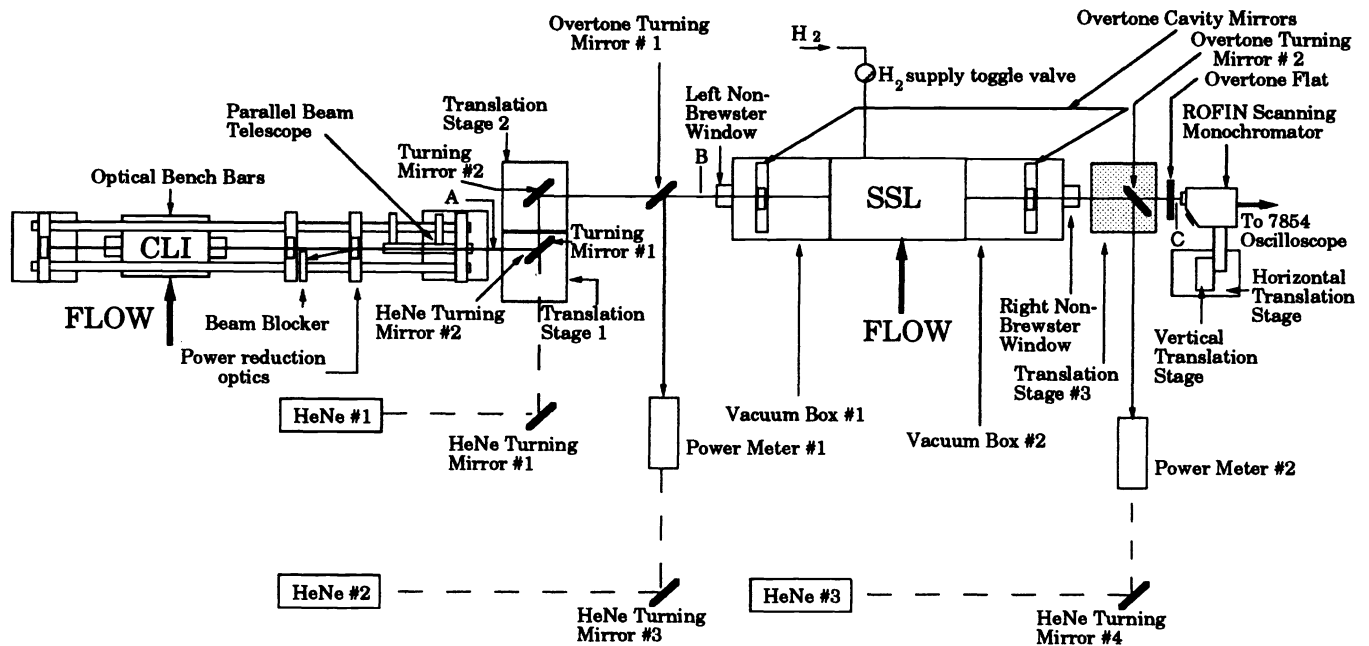 Overtone Turning
Mirror # 1
H 2
H2 supply toggle valve
Overtone Cavity Mirrors
Overtone Turning
Mirror # 2
Overtone Flat
ROFIN Scanning
Monochromator
Left Non-
Brewster
Window
B
Translation
Stage 2
Parallel Beam
Telescope
Turning
Mirror #2
A
Optical Bench Bars
CLI
SSL
Turning
Mirror #1
C
To 7854
Oscilloscope
Horizontal
Translation
Stage
FLOW
Beam Blocker
Power reduction
optics
HeNe Turning
Mirror #2
Translation
Stage 1
FLOW
Right Non-
Brewster
Window
Translation
Stage #3
Vertical
Translation
Stage
HeNe #1
HeNe Turning
Mirror #1
Power Meter #1
Vacuum Box #1
Vacuum Box #2
Power Meter #2
HeNe #2
HeNe Turning
Mirror #3
HeNe #3
HeNe Turning
Mirror #4